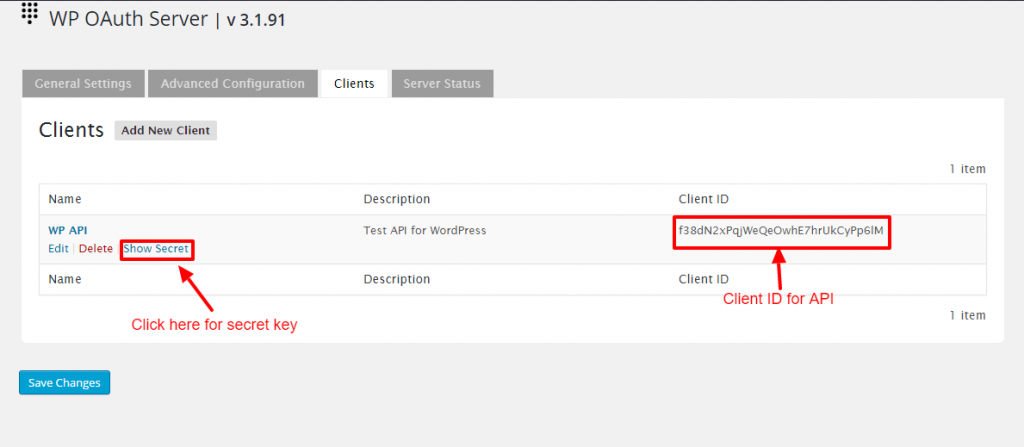 WP OAuth Server | v 3.1.91
General Settings Advanced Configuration Clients Server Status
Clients Add New Client
1 item
Name Description Client ID
WP API Test API for WordPress f38dN2xPqjWeQeOwhE7hrUkCyPp6lM
Edit | Delete | Show Secret
Name Description Client ID
Client ID for API
1 item
Click here for secret key
Save Changes